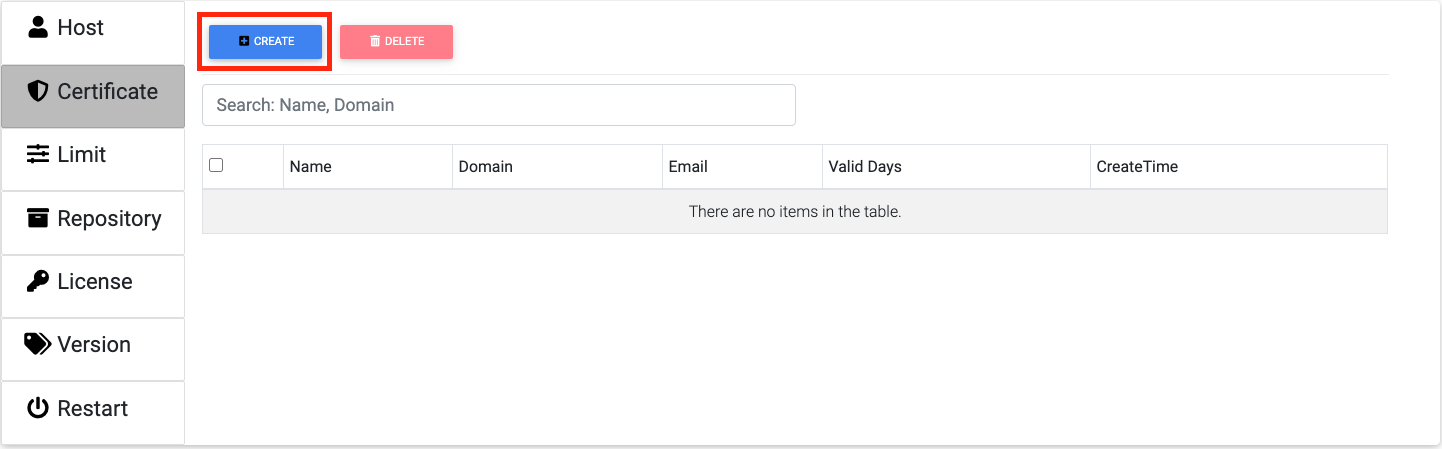 Host
Certificate
Limit
Repository
License
Version
Restart
CREATE
DELETE
Search: Name, Domain
Name Domain Email Valid Days CreateTime
There are no items in the table.